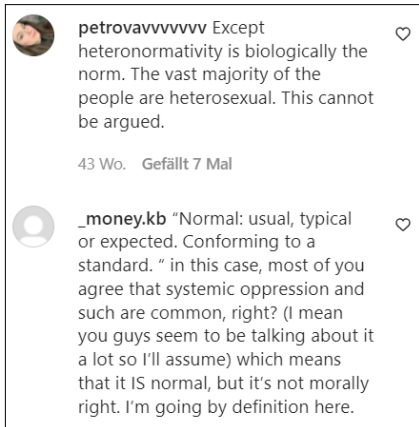 petrovavvvvvvv Except
heteronormativity is biologically the
norm. The vast majority of the
people are heterosexual. This cannot
be argued.
43 Wo. Gefällt 7 Mal
_money.kb “Normal: usual, typical
or expected. Conforming to a
standard. “ in this case, most of you
agree that systemic oppression and
such are common, right? (I mean
you guys seem to be talking about it
a lot so I’ll assume) which means
that it IS normal, but it’s not morally
right. I’m going by definition here.